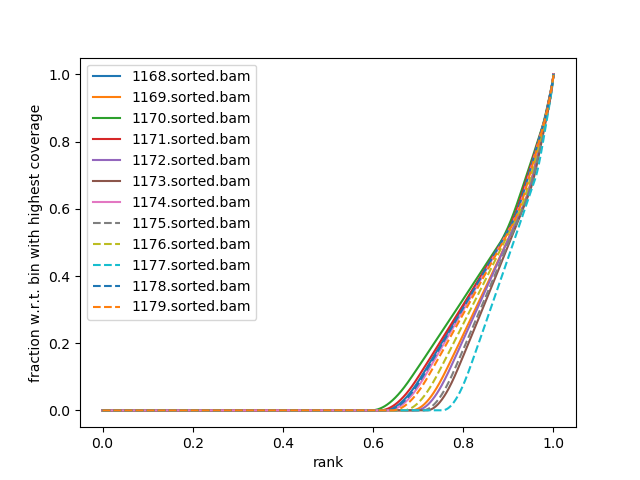 1168.sorted.bam
1169.sorted.bam
1170.sorted.bam
1171.sorted.bam
1172.sorted.bam
1173.sorted.bam
1174.sorted.bam
1175.sorted.bam
1176.sorted.bam
1177.sorted.bam
1178.sorted.bam
1179.sorted.bam
fraction w.r.t. bin with highest coverage
1.0
0.8
0.6
0.4
0.2
0.0
0.0 0.2 0.4 0.6 0.8 1.0
rank